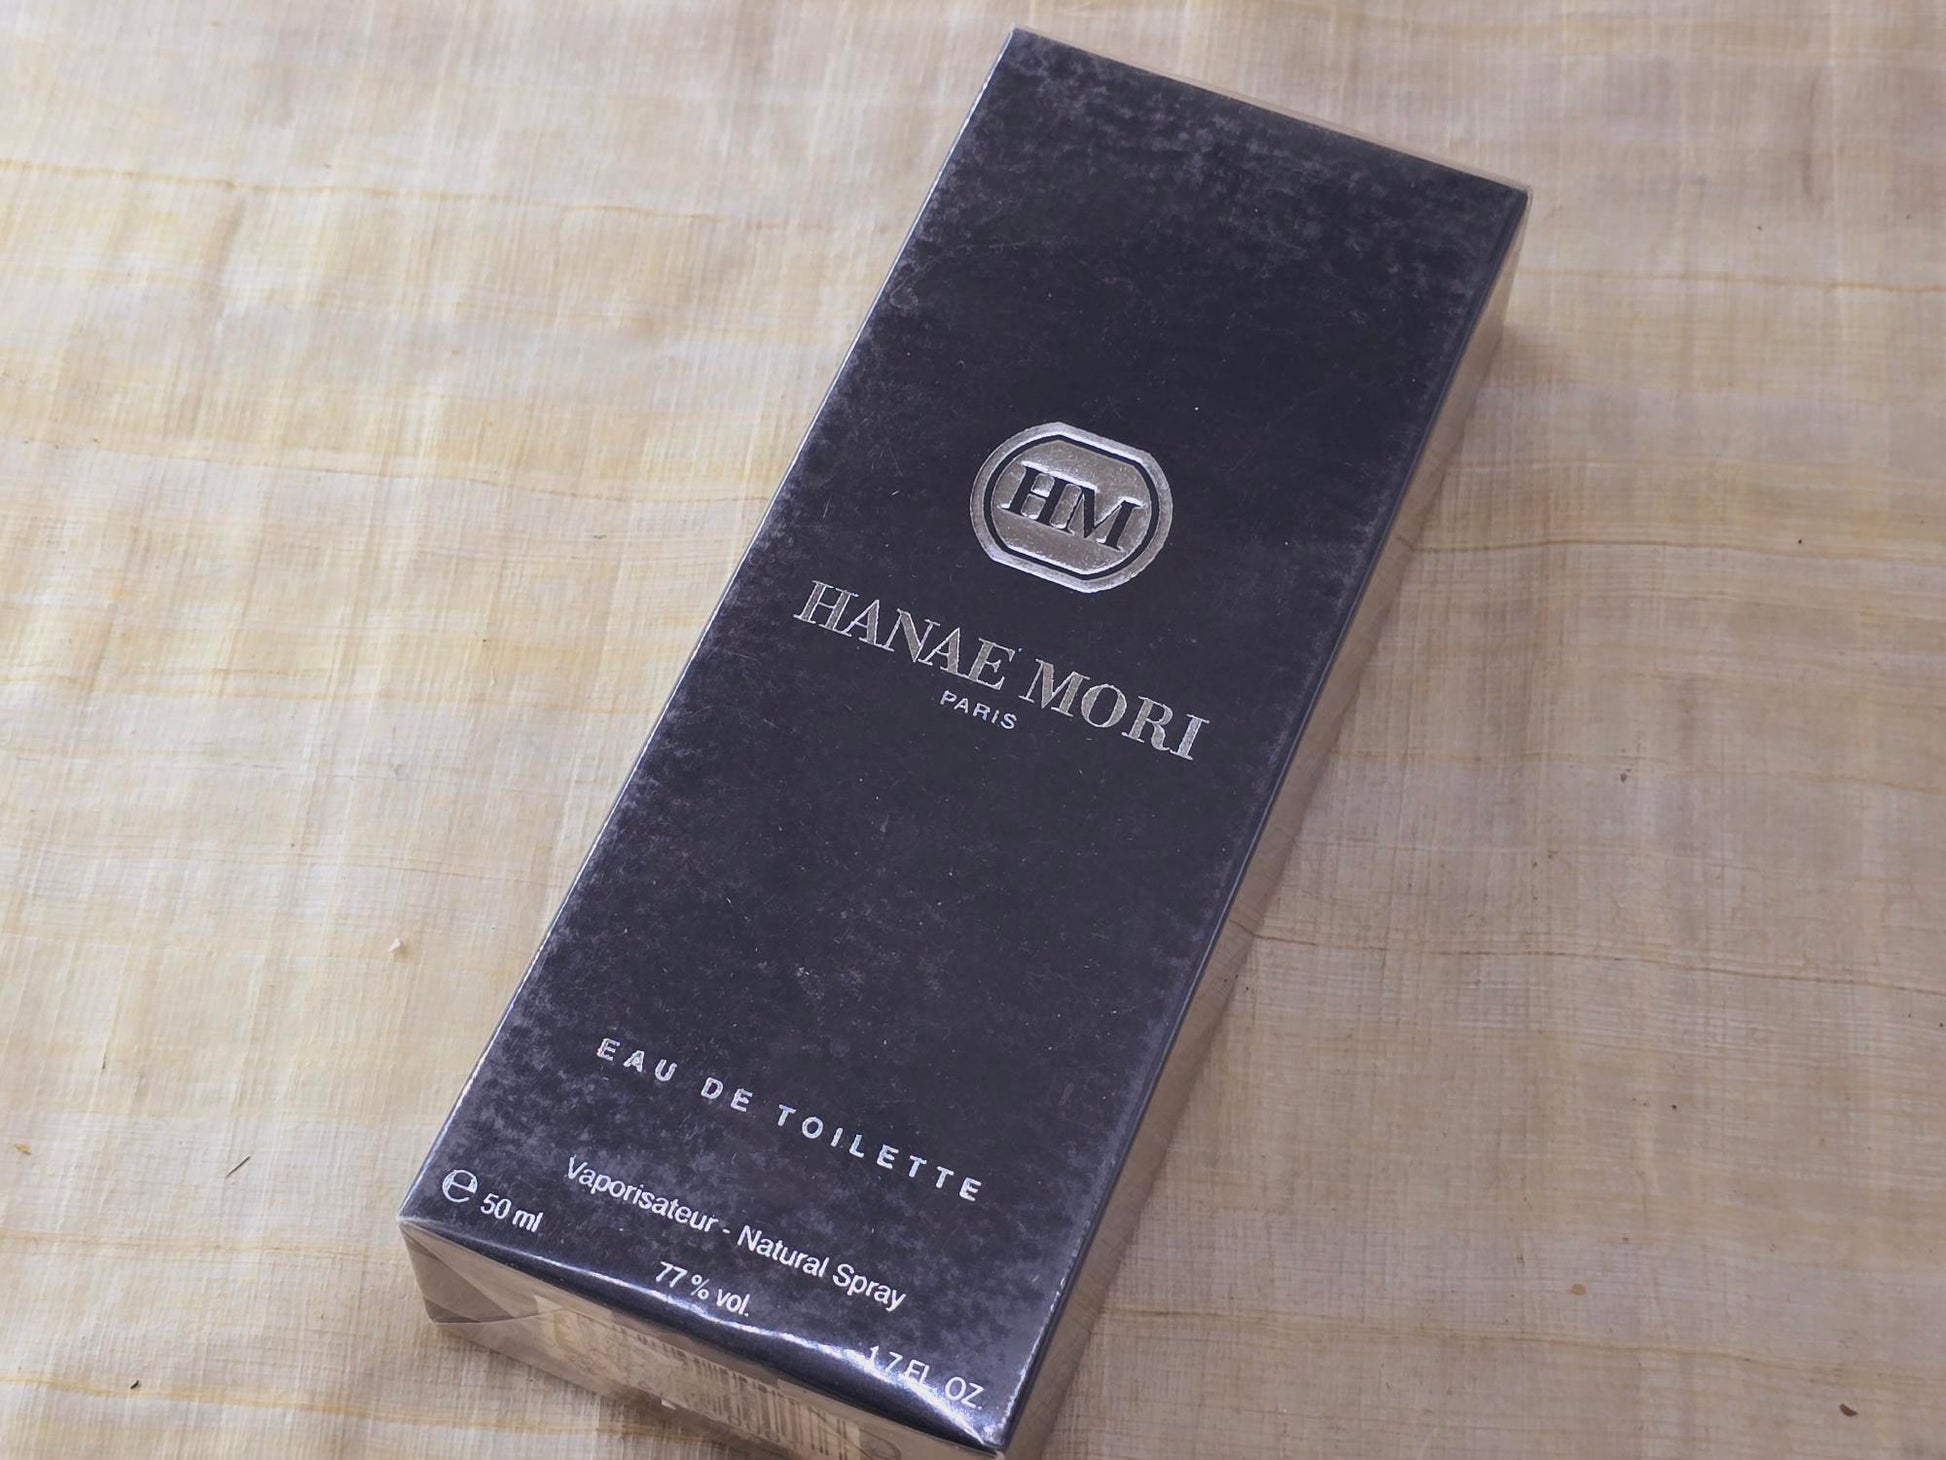 HM
HANAE MORI
PARIS
EAU DE TOILETTE
Vaporisateur - Natural Spray
℮ 50 ml
77 % vol.
1.7 FL. OZ.